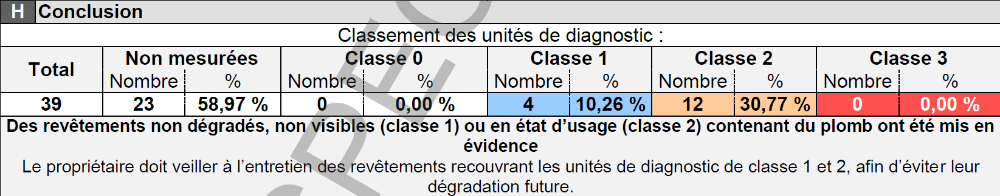 H Conclusion
Classement des unités de diagnostic :
Total Non mesurées Classe 0 Classe 1 Classe 2 Classe 3
Nombre % Nombre % Nombre % Nombre % Nombre %
39 23 58,97 % 0 0,00 % 4 10,26 % 12 30,77 % 0 0,00 %
Des revêtements non dégradés, non visibles (classe 1) ou en état d’usage (classe 2) contenant du plomb ont été mis en
évidence
Le propriétaire doit veiller à l’entretien des revêtements recouvrant les unités de diagnostic de classe 1 et 2, afin d’éviter leur
dégradation future.